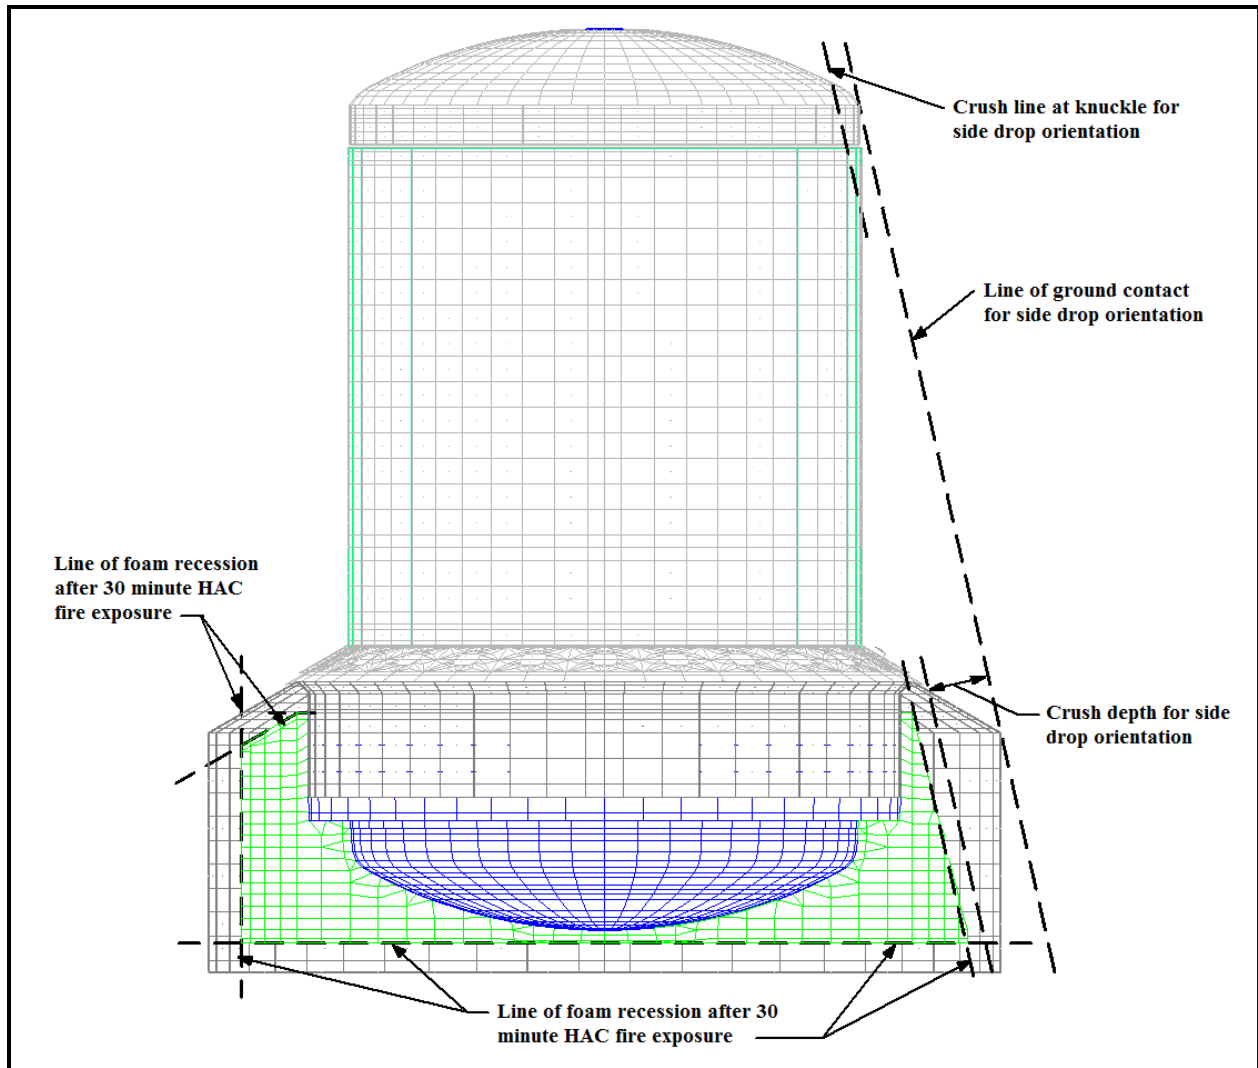 Crush line at knuckle for
side drop orientation
Line of ground contact
for side drop orientation
Line of foam recession
after 30 minute HAC
fire exposure
Crush depth for side
drop orientation
Line of foam recession after 30
minute HAC fire exposure